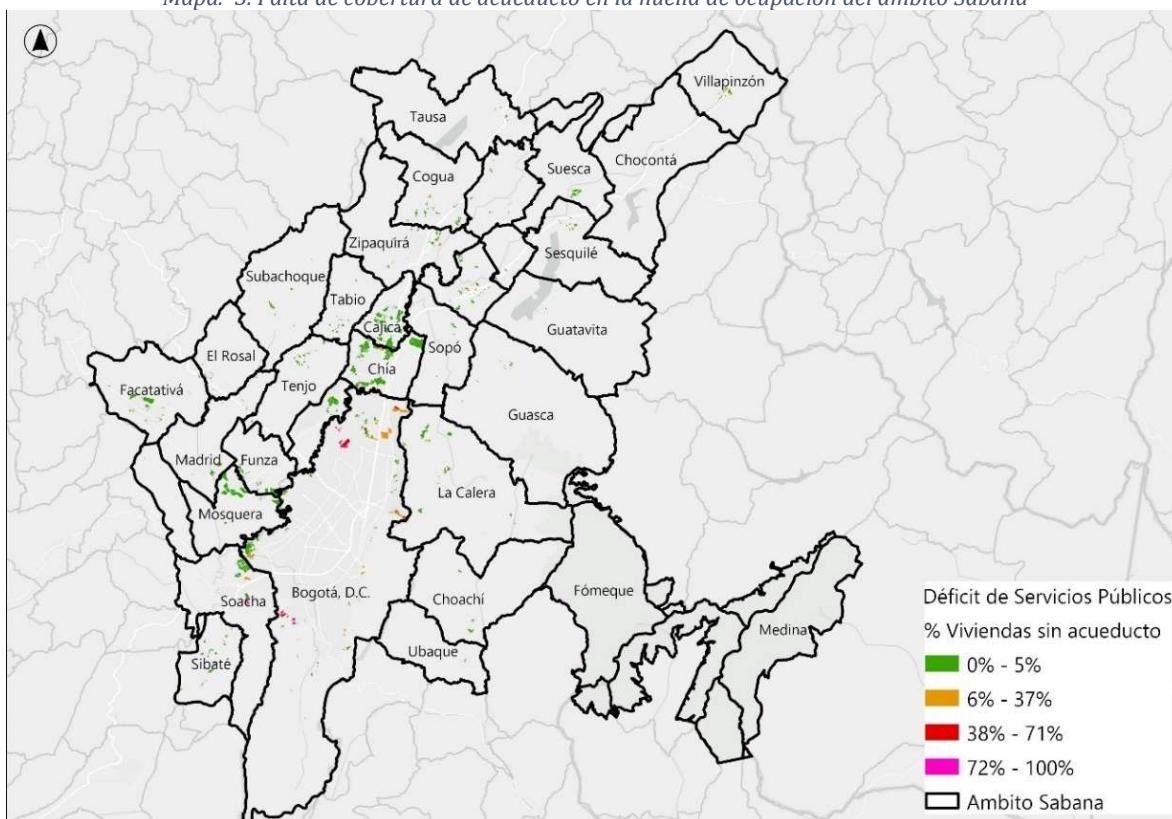 Mapa. 3. Falta de cobertura de acueducto en la huella de ocupación del ámbito Sabana
Villapinzón
Tausa
Chocontá
Suesca
Cogua
Zipaquirá
Sesquilé
Subachoque
Tabio
Cajicá
Guatavita
Sopó
El Rosal
Chía
Facatativá
Tenjo
Guasca
Madrid
Funza
La Calera
Mosquera
Bogotá, D.C.
Choachí
Fómeque
Soacha
Medina
Ubaque
Sibaté
Déficit de Servicios Públicos
% Viviendas sin acueducto
0% - 5%
6% - 37%
38% - 71%
72% - 100%
Ambito Sabana